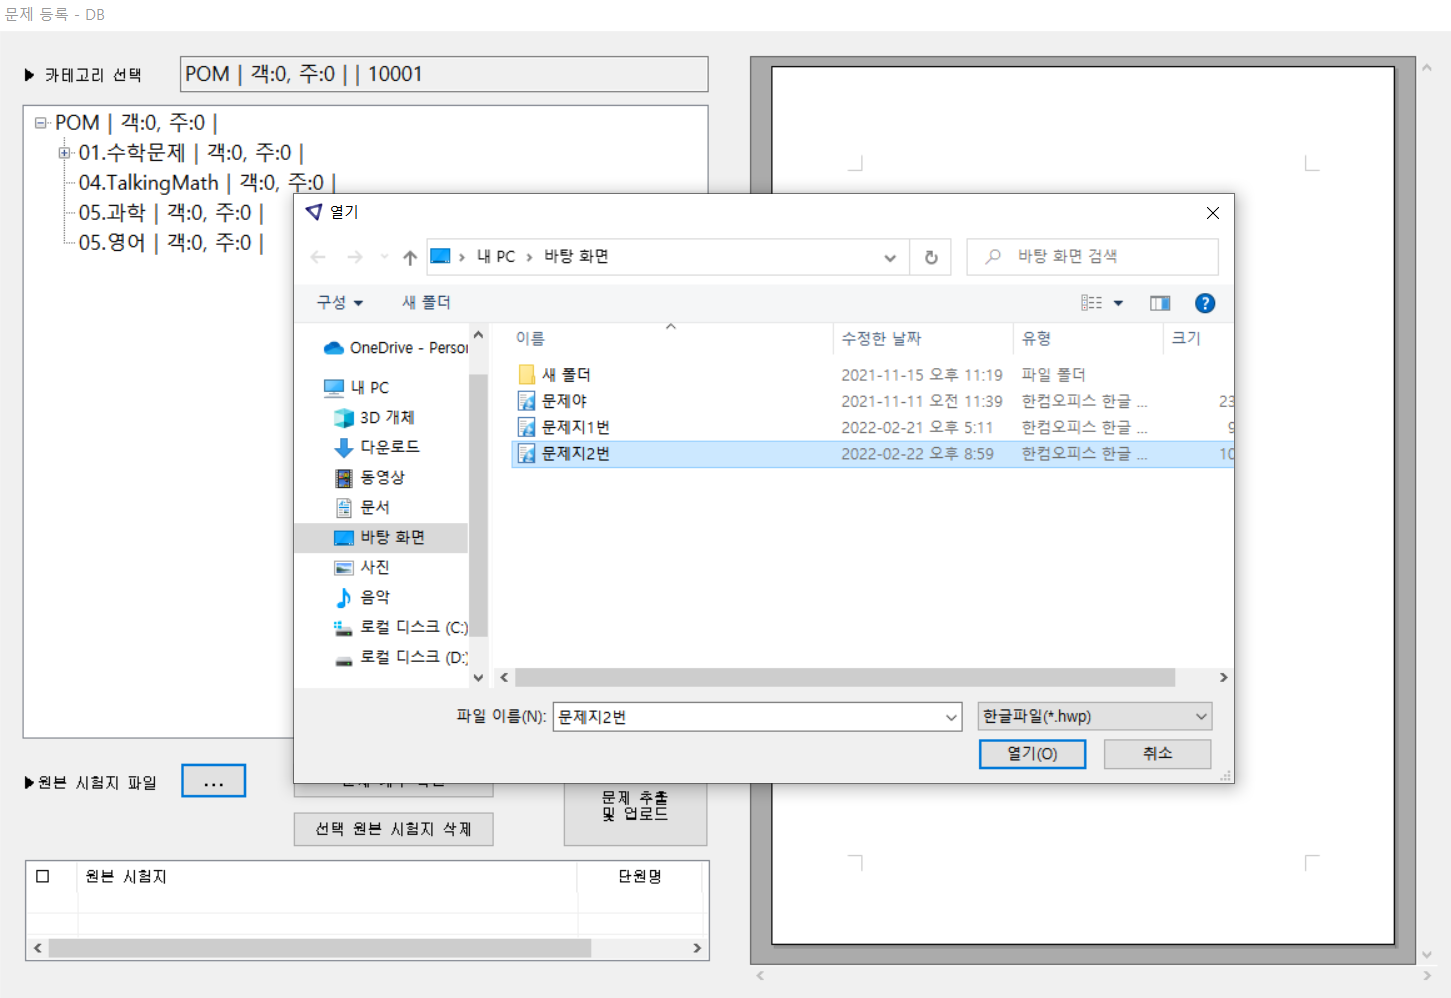 문제 등록 - DB
▶ 카테고리 선택
POM | 객:0, 주:0 | | 10001
POM | 객:0, 주:0 |
01.수학문제 | 객:0, 주:0 |
04.TalkingMath | 객:0, 주:0 |
05.과학 | 객:0, 주:0 |
05.영어 | 객:0, 주:0 |
열기
내 PC › 바탕 화면
바탕 화면 검색
구성
새 폴더
OneDrive - Person
내 PC
3D 개체
다운로드
동영상
문서
바탕 화면
사진
음악
로컬 디스크 (C:)
로컬 디스크 (D:)
이름 수정한 날짜 유형 크기
새 폴더 2021-11-15 오후 11:19 파일 폴더
문제야 2021-11-11 오전 11:39 한컴오피스 한글 ... 23
문제지1번 2022-02-21 오후 5:11 한컴오피스 한글 ... 9
문제지2번 2022-02-22 오후 8:59 한컴오피스 한글 ... 10
파일 이름(N): 문제지2번
한글파일(*.hwp)
열기(O)
취소
▶원본 시험지 파일
...
문제 추출
및 업로드
선택 원본 시험지 삭제
원본 시험지
단원명